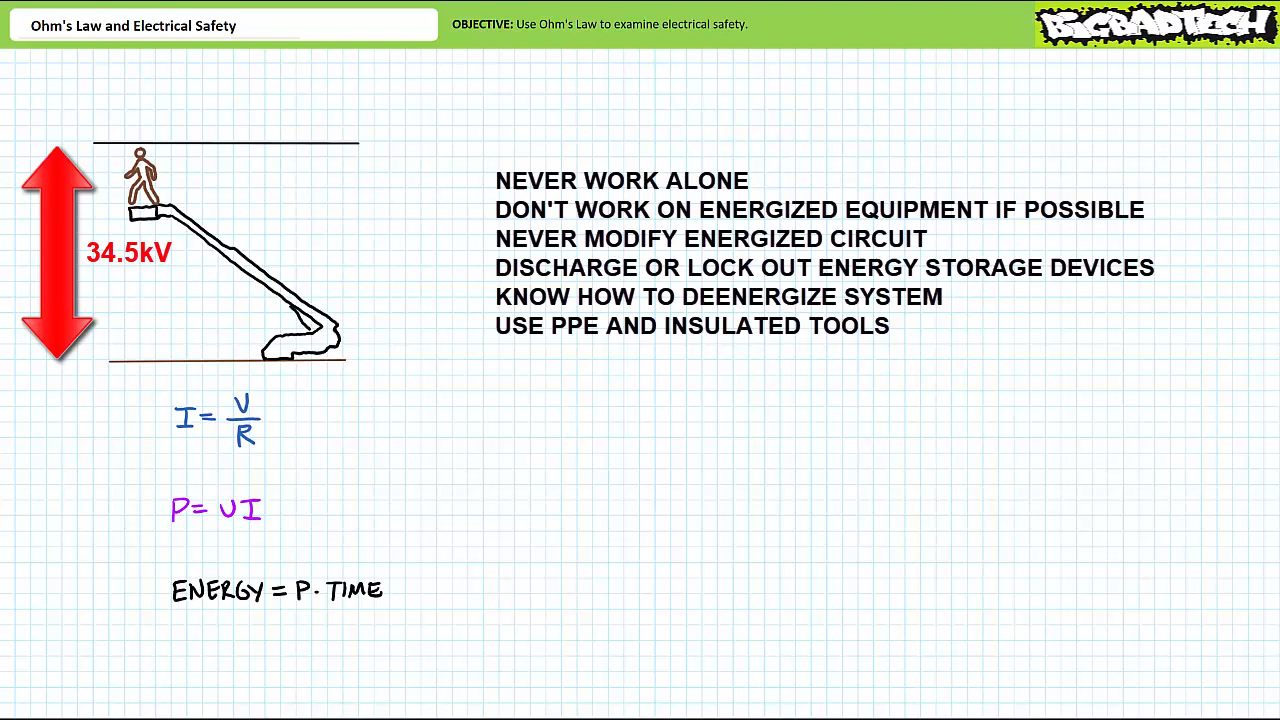 Ohm's Law and Electrical Safety
OBJECTIVE: Use Ohm's Law to examine electrical safety.
BIGBADTECH
NEVER WORK ALONE
DON'T WORK ON ENERGIZED EQUIPMENT IF POSSIBLE
NEVER MODIFY ENERGIZED CIRCUIT
DISCHARGE OR LOCK OUT ENERGY STORAGE DEVICES
KNOW HOW TO DEENERGIZE SYSTEM
USE PPE AND INSULATED TOOLS
34.5kV
I = V/R
P = VI
ENERGY = P · TIME